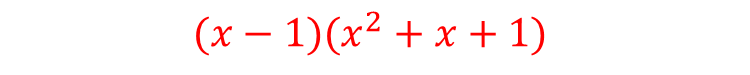 (x − 1)(x² + x + 1)